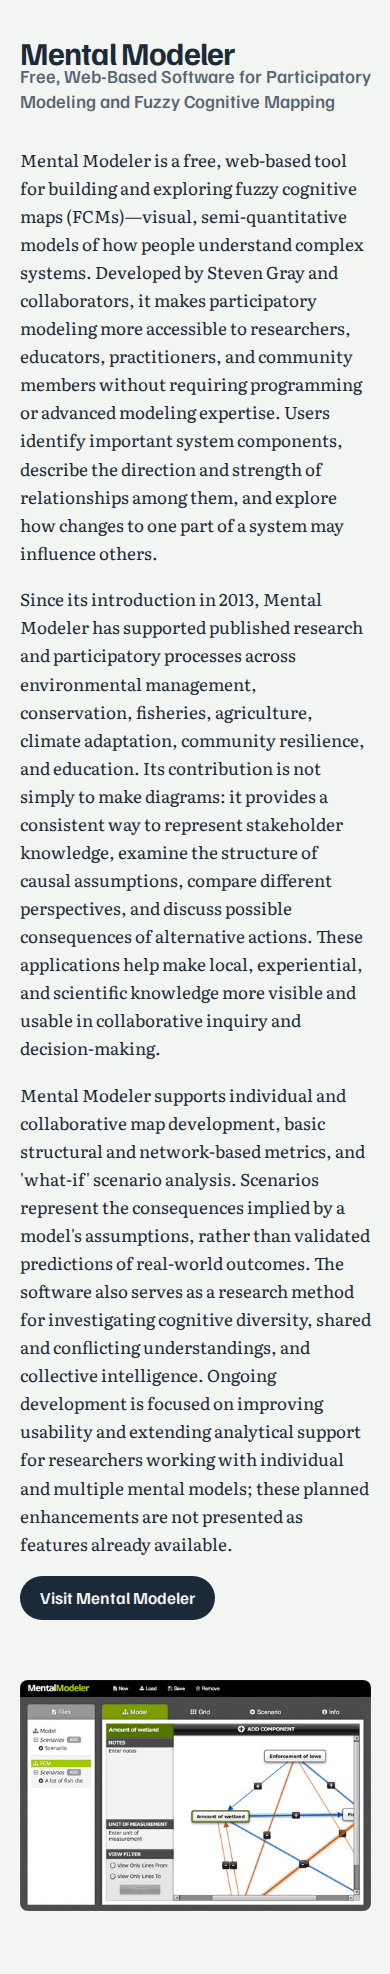 Mental Modeler
Free, Web-Based Software for Participatory
Modeling and Fuzzy Cognitive Mapping
Mental Modeler is a free, web-based tool
for building and exploring fuzzy cognitive
maps (FCMs)—visual, semi-quantitative
models of how people understand complex
systems. Developed by Steven Gray and
collaborators, it makes participatory
modeling more accessible to researchers,
educators, practitioners, and community
members without requiring programming
or advanced modeling expertise. Users
identify important system components,
describe the direction and strength of
relationships among them, and explore
how changes to one part of a system may
influence others.
Since its introduction in 2013, Mental
Modeler has supported published research
and participatory processes across
environmental management,
conservation, fisheries, agriculture,
climate adaptation, community resilience,
and education. Its contribution is not
simply to make diagrams: it provides a
consistent way to represent stakeholder
knowledge, examine the structure of
causal assumptions, compare different
perspectives, and discuss possible
consequences of alternative actions. These
applications help make local, experiential,
and scientific knowledge more visible and
usable in collaborative inquiry and
decision-making.
Mental Modeler supports individual and
collaborative map development, basic
structural and network-based metrics, and
'what-if' scenario analysis. Scenarios
represent the consequences implied by a
model's assumptions, rather than validated
predictions of real-world outcomes. The
software also serves as a research method
for investigating cognitive diversity, shared
and conflicting understandings, and
collective intelligence. Ongoing
development is focused on improving
usability and extending analytical support
for researchers working with individual
and multiple mental models; these planned
enhancements are not presented as
features already available.
Visit Mental Modeler
MentalModeler New Load Save Remove
Files Model Grid Scenario Info
Model
Scenarios ADD
Scenario
FCM
Scenarios ADD
A lot of fish die
Amount of wetland
NOTES
Enter notes
UNIT OF MEASUREMENT
Enter unit of
measurement
VIEW FILTER
View Only Lines From
View Only Lines To
ADD COMPONENT
Enforcement of laws
Amount of wetland